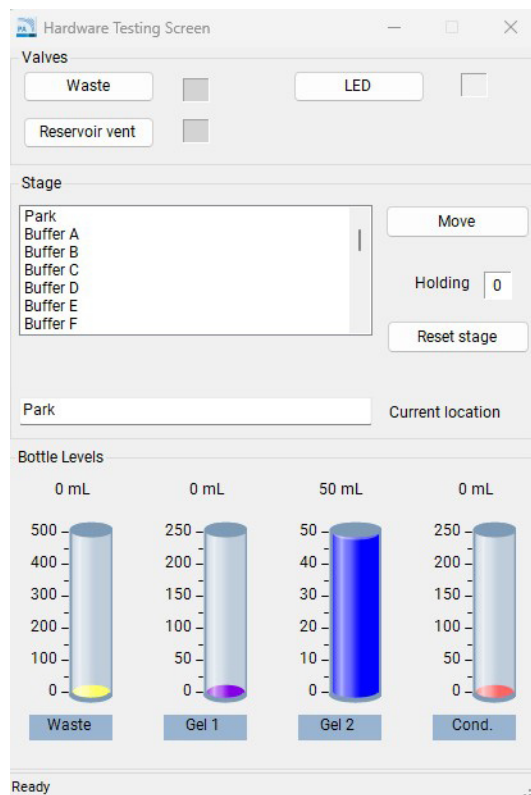 PA Hardware Testing Screen
Valves
Waste
LED
Reservoir vent
Stage
Park
Buffer A
Buffer B
Buffer C
Buffer D
Buffer E
Buffer F
Move
Holding 0
Reset stage
Park
Current location
Bottle Levels
0 mL 0 mL 50 mL 0 mL
500 250 50 250
400 200 40 200
300 150 30 150
200 100 20 100
100 50 10 50
0 0 0 0
Waste Gel 1 Gel 2 Cond.
Ready